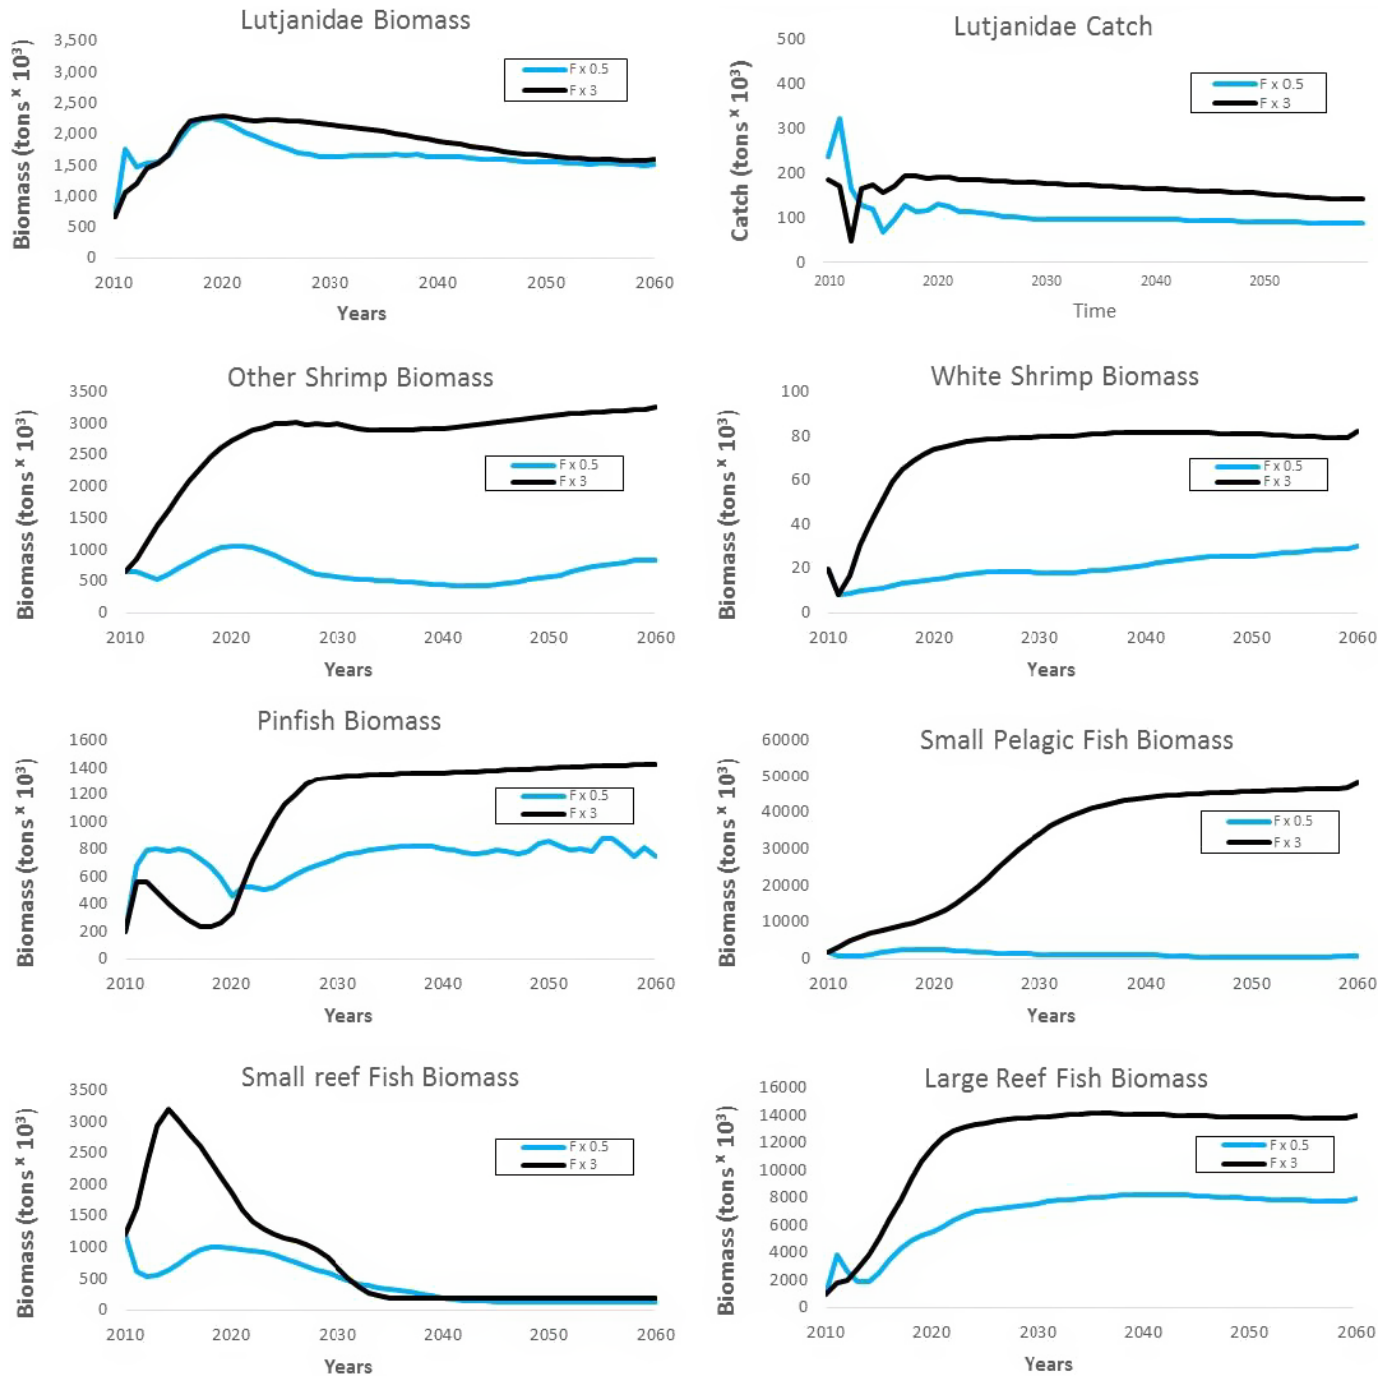 Lutjanidae Biomass
Biomass (tons x 10³)
3,500
3,000
2,500
2,000
1,500
1,000
500
0
F x 0.5
F x 3
2010 2020 2030 2040 2050 2060
Years
Lutjanidae Catch
Catch (tons x 10³)
500
400
300
200
100
0
F x 0.5
F x 3
2010 2020 2030 2040 2050
Time
Other Shrimp Biomass
Biomass (tons x 10³)
3500
3000
2500
2000
1500
1000
500
0
F x 0.5
F x 3
2010 2020 2030 2040 2050 2060
Years
White Shrimp Biomass
Biomass (tons x 10³)
100
80
60
40
20
0
F x 0.5
F x 3
2010 2020 2030 2040 2050 2060
Years
Pinfish Biomass
Biomass (tons x 10³)
1600
1400
1200
1000
800
600
400
200
0
F x 0.5
F x 3
2010 2020 2030 2040 2050 2060
Years
Small Pelagic Fish Biomass
Biomass (tons x 10³)
60000
50000
40000
30000
20000
10000
0
F x 0.5
F x 3
2010 2020 2030 2040 2050 2060
Years
Small reef Fish Biomass
Biomass (tons x 10³)
3500
3000
2500
2000
1500
1000
500
0
F x 0.5
F x 3
2010 2020 2030 2040 2050 2060
Years
Large Reef Fish Biomass
Biomass (tons x 10³)
16000
14000
12000
10000
8000
6000
4000
2000
0
F x 0.5
F x 3
2010 2020 2030 2040 2050 2060
Years